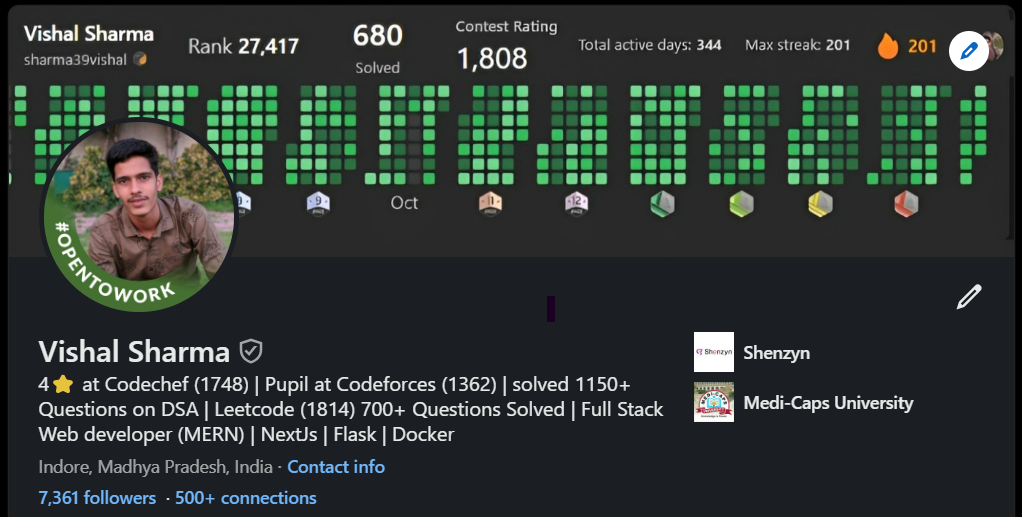 Vishal Sharma
sharma39vishal
Rank 27,417
680
Solved
Contest Rating
1,808
Total active days: 344
Max streak: 201
201
9
Oct
11
12
#OPENTOWORK
Vishal Sharma
4⭐ at Codechef (1748) | Pupil at Codeforces (1362) | solved 1150+
Questions on DSA | Leetcode (1814) 700+ Questions Solved | Full Stack
Web developer (MERN) | NextJs | Flask | Docker
Indore, Madhya Pradesh, India · Contact info
7,361 followers · 500+ connections
Shenzyn
Shenzyn
Medi-Caps University